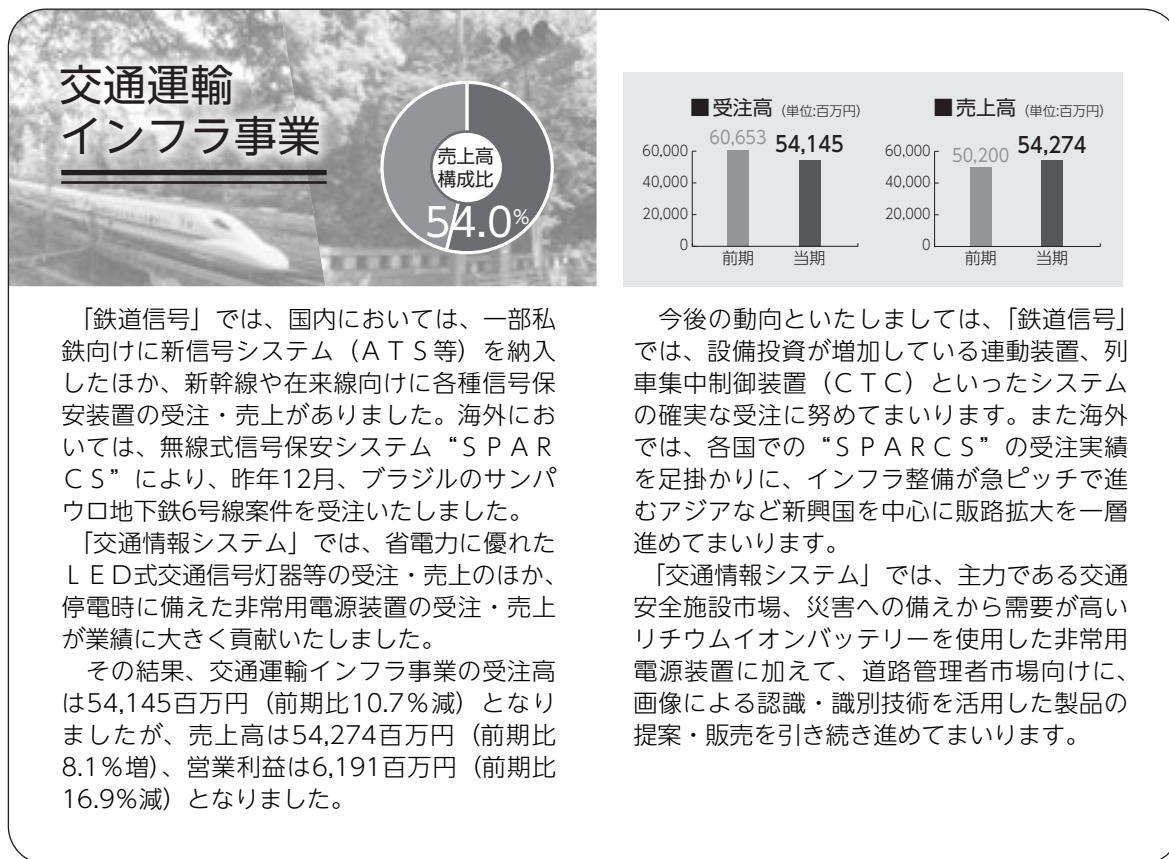 交通運輸
インフラ事業
売上高
構成比
54.0%
■受注高 (単位:百万円)
60,653 54,145
60,000
40,000
20,000
0
前期 当期
■売上高 (単位:百万円)
50,200 54,274
60,000
40,000
20,000
0
前期 当期
「鉄道信号」では、国内においては、一部私
鉄向けに新信号システム（ＡＴＳ等）を納入
したほか、新幹線や在来線向けに各種信号保
安装置の受注・売上がありました。海外にお
いては、無線式信号保安システム“ＳＰＡＲ
ＣＳ”により、昨年12月、ブラジルのサンパ
ウロ地下鉄6号線案件を受注いたしました。
「交通情報システム」では、省電力に優れた
ＬＥＤ式交通信号灯器等の受注・売上のほか、
停電時に備えた非常用電源装置の受注・売上
が業績に大きく貢献いたしました。
その結果、交通運輸インフラ事業の受注高
は54,145百万円（前期比10.7％減）となり
ましたが、売上高は54,274百万円（前期比
8.1％増）、営業利益は6,191百万円（前期比
16.9％減）となりました。
今後の動向といたしましては、「鉄道信号」
では、設備投資が増加している連動装置、列
車集中制御装置（ＣＴＣ）といったシステム
の確実な受注に努めてまいります。また海外
では、各国での“ＳＰＡＲＣＳ”の受注実績
を足掛かりに、インフラ整備が急ピッチで進
むアジアなど新興国を中心に販路拡大を一層
進めてまいります。
「交通情報システム」では、主力である交通
安全施設市場、災害への備えから需要が高い
リチウムイオンバッテリーを使用した非常用
電源装置に加えて、道路管理者市場向けに、
画像による認識・識別技術を活用した製品の
提案・販売を引き続き進めてまいります。